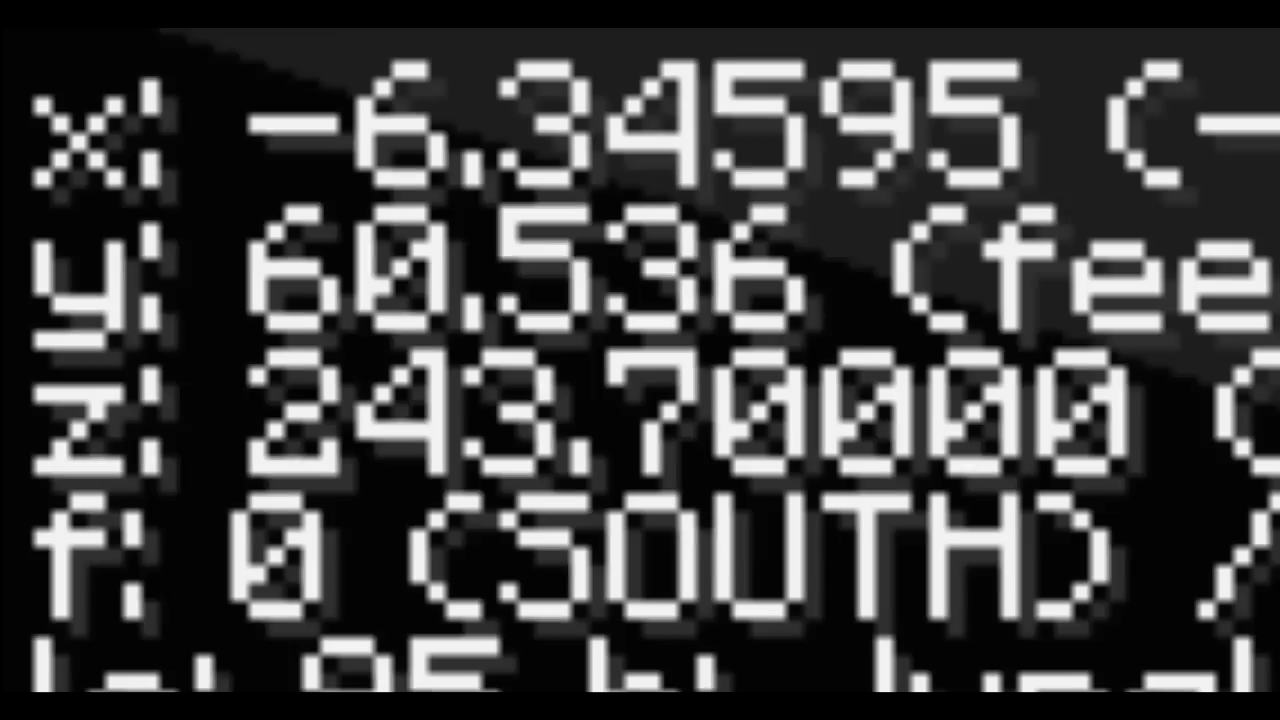 x: -6.34595 (-
y: 60.536 (fee
z: 243.70000 (
f: 0 (SOUTH) /